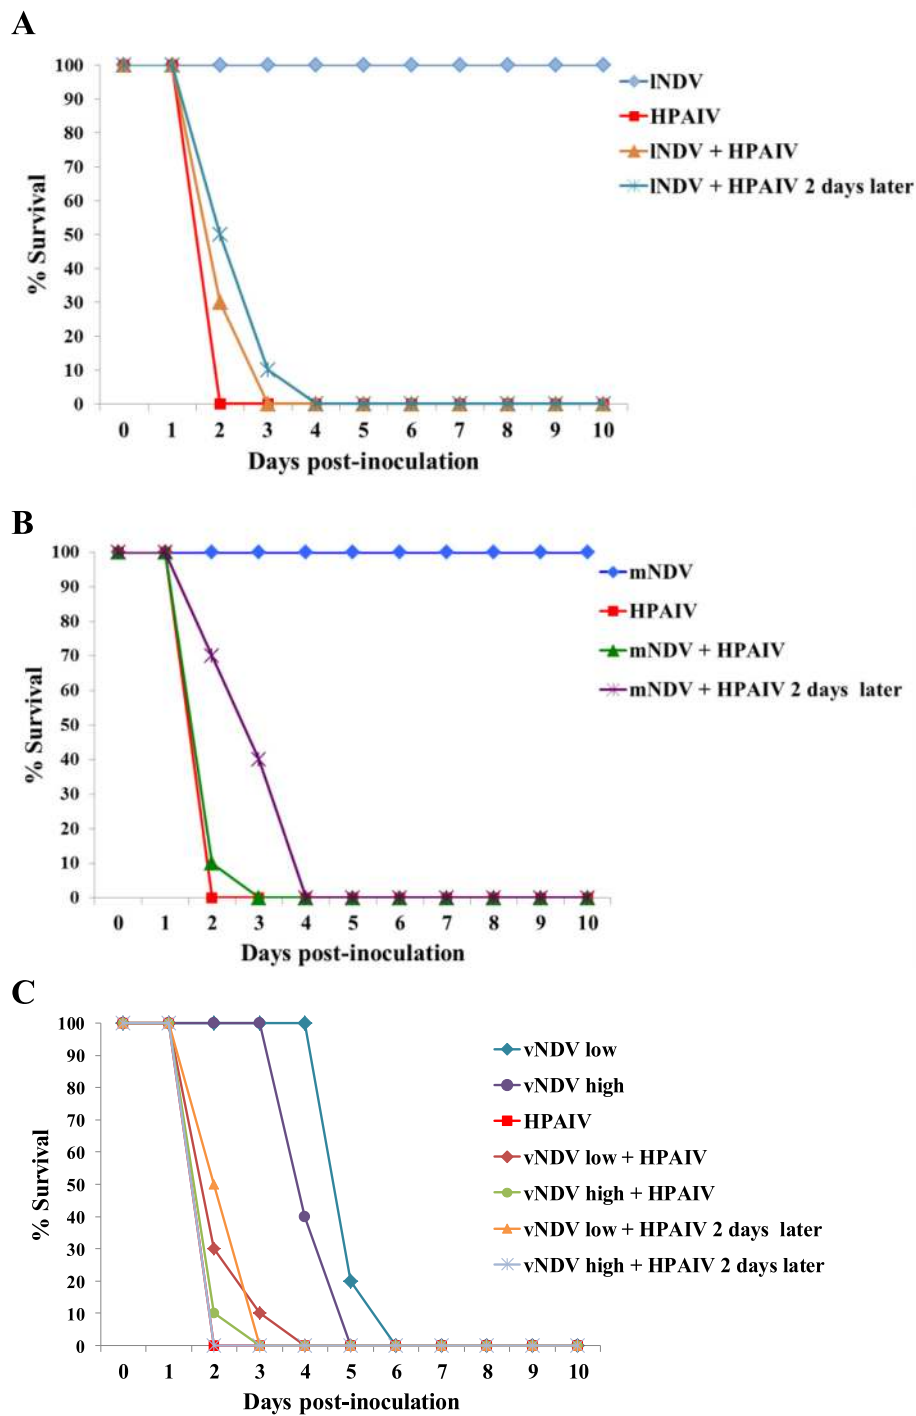 A
100
90
80
70
60
50
40
30
20
10
0
% Survival
0 1 2 3 4 5 6 7 8 9 10
Days post-inoculation
lNDV
HPAIV
lNDV + HPAIV
lNDV + HPAIV 2 days later
B
100
90
80
70
60
50
40
30
20
10
0
% Survival
0 1 2 3 4 5 6 7 8 9 10
Days post-inoculation
mNDV
HPAIV
mNDV + HPAIV
mNDV + HPAIV 2 days later
C
100
90
80
70
60
50
40
30
20
10
0
% Survival
0 1 2 3 4 5 6 7 8 9 10
Days post-inoculation
vNDV low
vNDV high
HPAIV
vNDV low + HPAIV
vNDV high + HPAIV
vNDV low + HPAIV 2 days later
vNDV high + HPAIV 2 days later